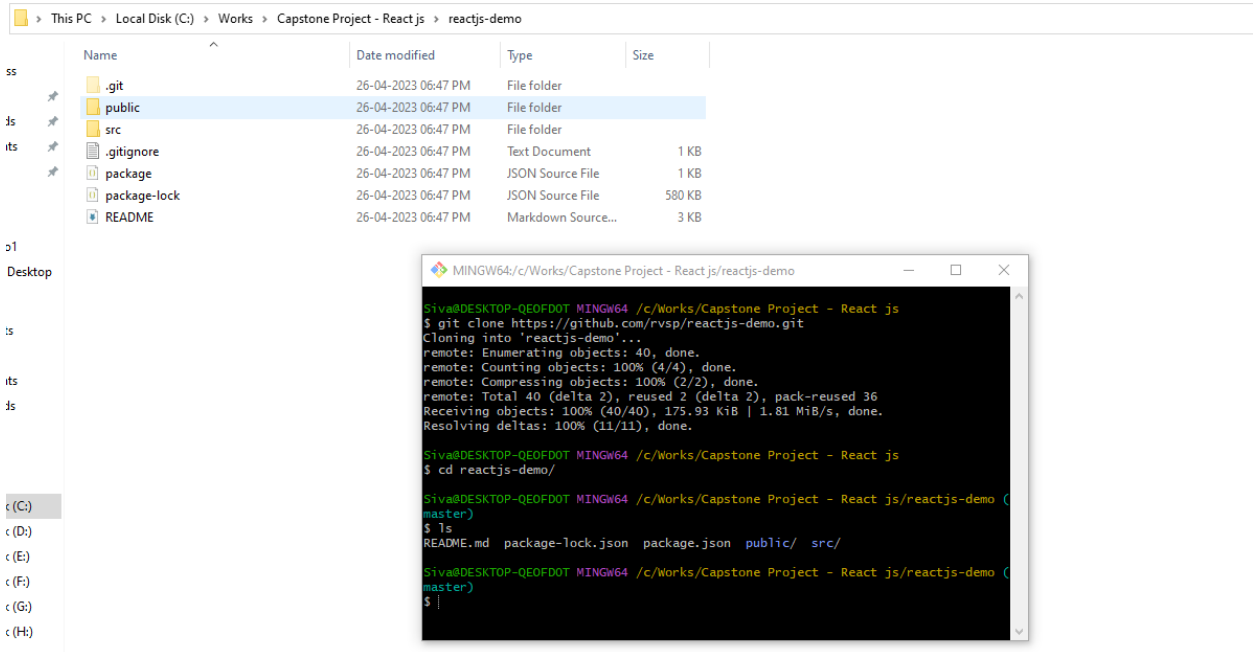 This PC > Local Disk (C:) > Works > Capstone Project - React js > reactjs-demo
Name Date modified Type Size
.git 26-04-2023 06:47 PM File folder
public 26-04-2023 06:47 PM File folder
src 26-04-2023 06:47 PM File folder
.gitignore 26-04-2023 06:47 PM Text Document 1 KB
package 26-04-2023 06:47 PM JSON Source File 1 KB
package-lock 26-04-2023 06:47 PM JSON Source File 580 KB
README 26-04-2023 06:47 PM Markdown Source... 3 KB
Desktop
(C:)
(D:)
(E:)
(F:)
(G:)
(H:)
MINGW64:/c/Works/Capstone Project - React js/reactjs-demo
Siva@DESKTOP-QEOFDOT MINGW64 /c/Works/Capstone Project - React js
$ git clone https://github.com/rvsp/reactjs-demo.git
Cloning into 'reactjs-demo'...
remote: Enumerating objects: 40, done.
remote: Counting objects: 100% (4/4), done.
remote: Compressing objects: 100% (2/2), done.
remote: Total 40 (delta 2), reused 2 (delta 2), pack-reused 36
Receiving objects: 100% (40/40), 175.93 KiB | 1.81 MiB/s, done.
Resolving deltas: 100% (11/11), done.
Siva@DESKTOP-QEOFDOT MINGW64 /c/Works/Capstone Project - React js
$ cd reactjs-demo/
Siva@DESKTOP-QEOFDOT MINGW64 /c/Works/Capstone Project - React js/reactjs-demo (
master)
$ ls
README.md package-lock.json package.json public/ src/
Siva@DESKTOP-QEOFDOT MINGW64 /c/Works/Capstone Project - React js/reactjs-demo (
master)
$